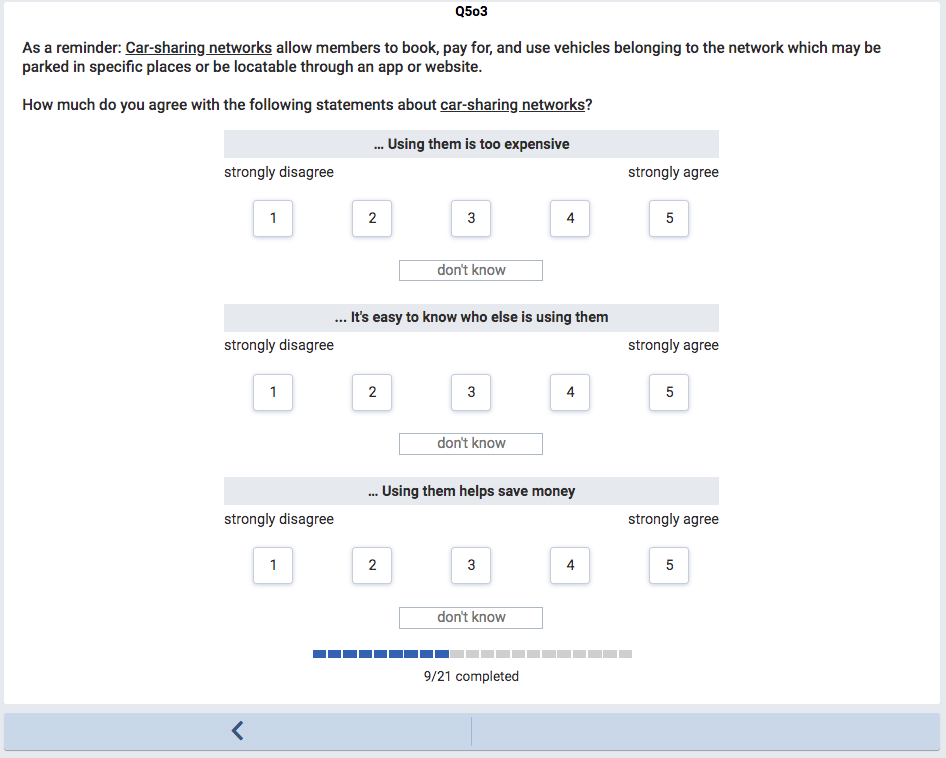 Q5o3
As a reminder: Car-sharing networks allow members to book, pay for, and use vehicles belonging to the network which may be
parked in specific places or be locatable through an app or website.
How much do you agree with the following statements about car-sharing networks?
... Using them is too expensive
strongly disagree strongly agree
1 2 3 4 5
don't know
... It's easy to know who else is using them
strongly disagree strongly agree
1 2 3 4 5
don't know
... Using them helps save money
strongly disagree strongly agree
1 2 3 4 5
don't know
9/21 completed